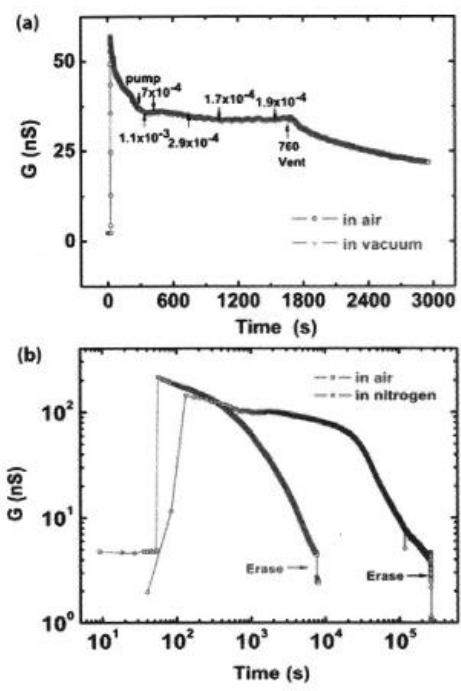 (a)
50
25
0
G (nS)
pump
7x10-4
1.1x10-3
2.9x10-4
1.7x10-4
1.9x10-4
760
Vent
in air
in vacuum
0 600 1200 1800 2400 3000
Time (s)
(b)
10²
10¹
10⁰
G (nS)
in air
in nitrogen
Erase
Erase
10¹ 10² 10³ 10⁴ 10⁵
Time (s)